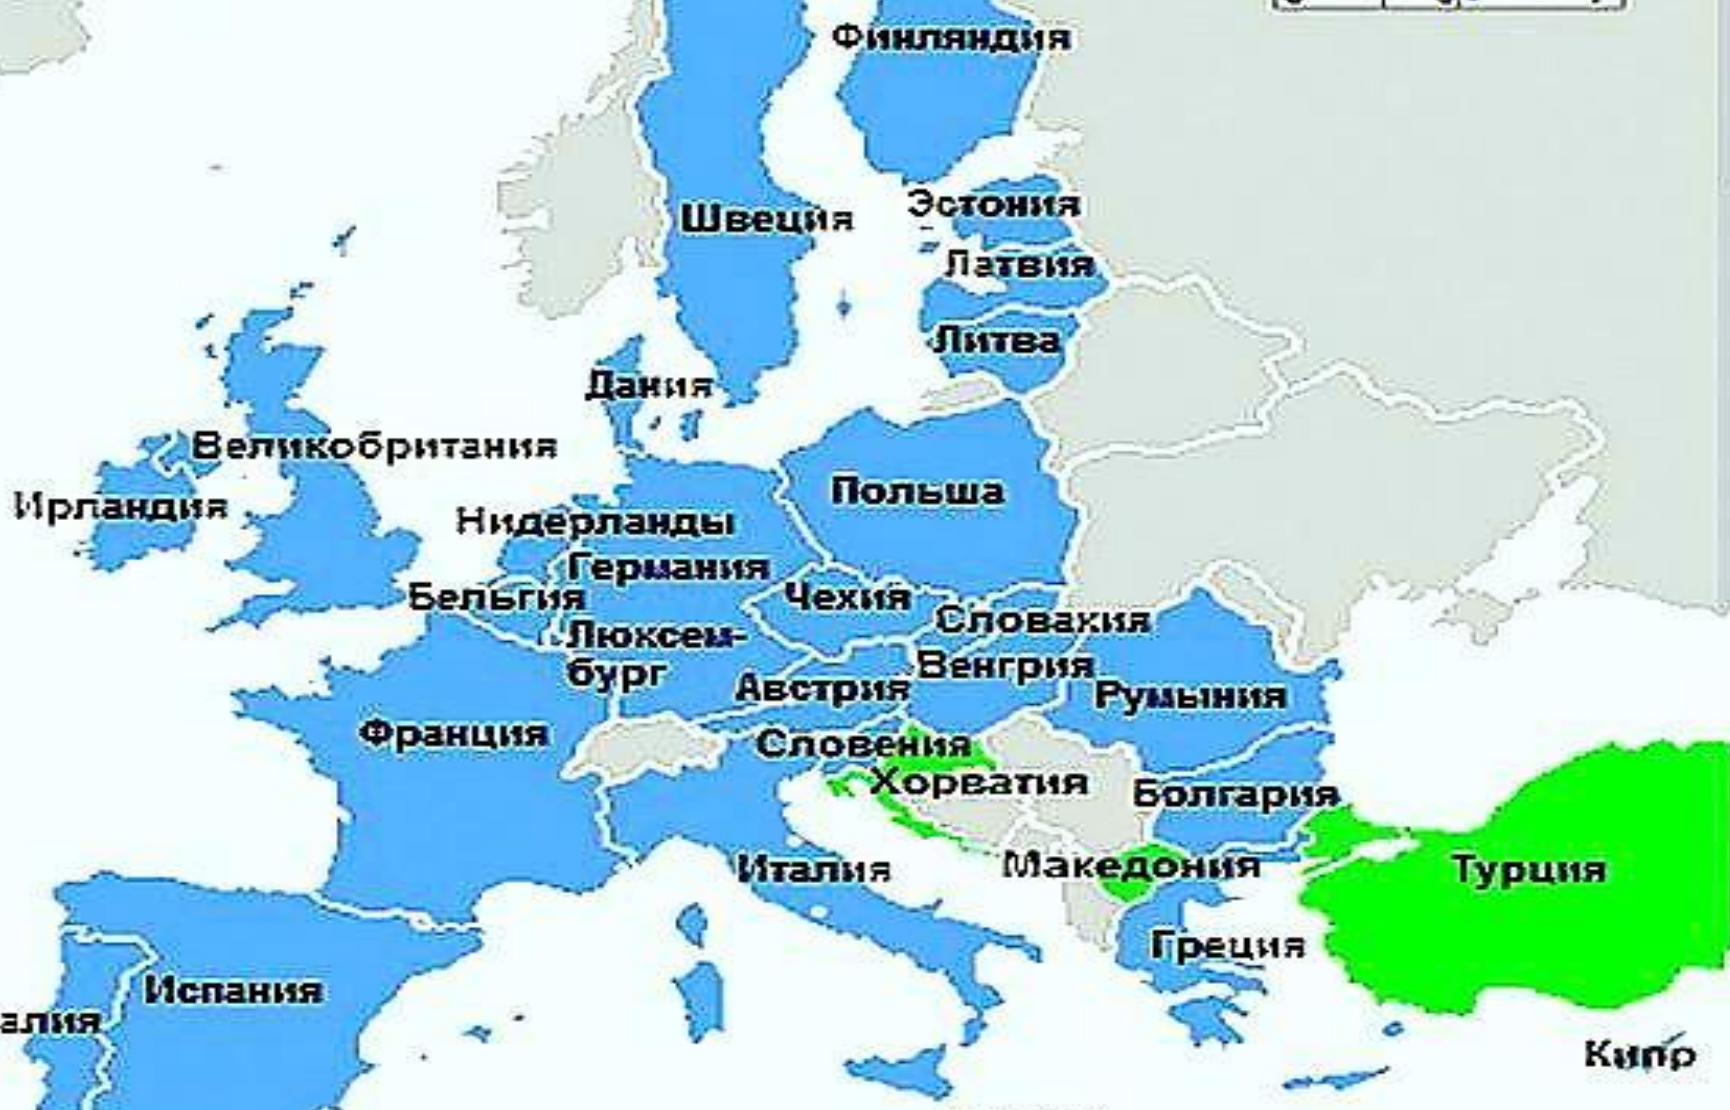 Финляндия
Эстония
Швеция
Латвия
Литва
Дания
Великобритания
Польша
Ирландия
Нидерланды
Германия
Бельгия
Чехия
Словакия
Люксем-
бург
Венгрия
Австрия
Румыния
Франция
Словения
Хорватия
Болгария
Италия
Македония
Турция
Греция
Испания
алия
Кипр